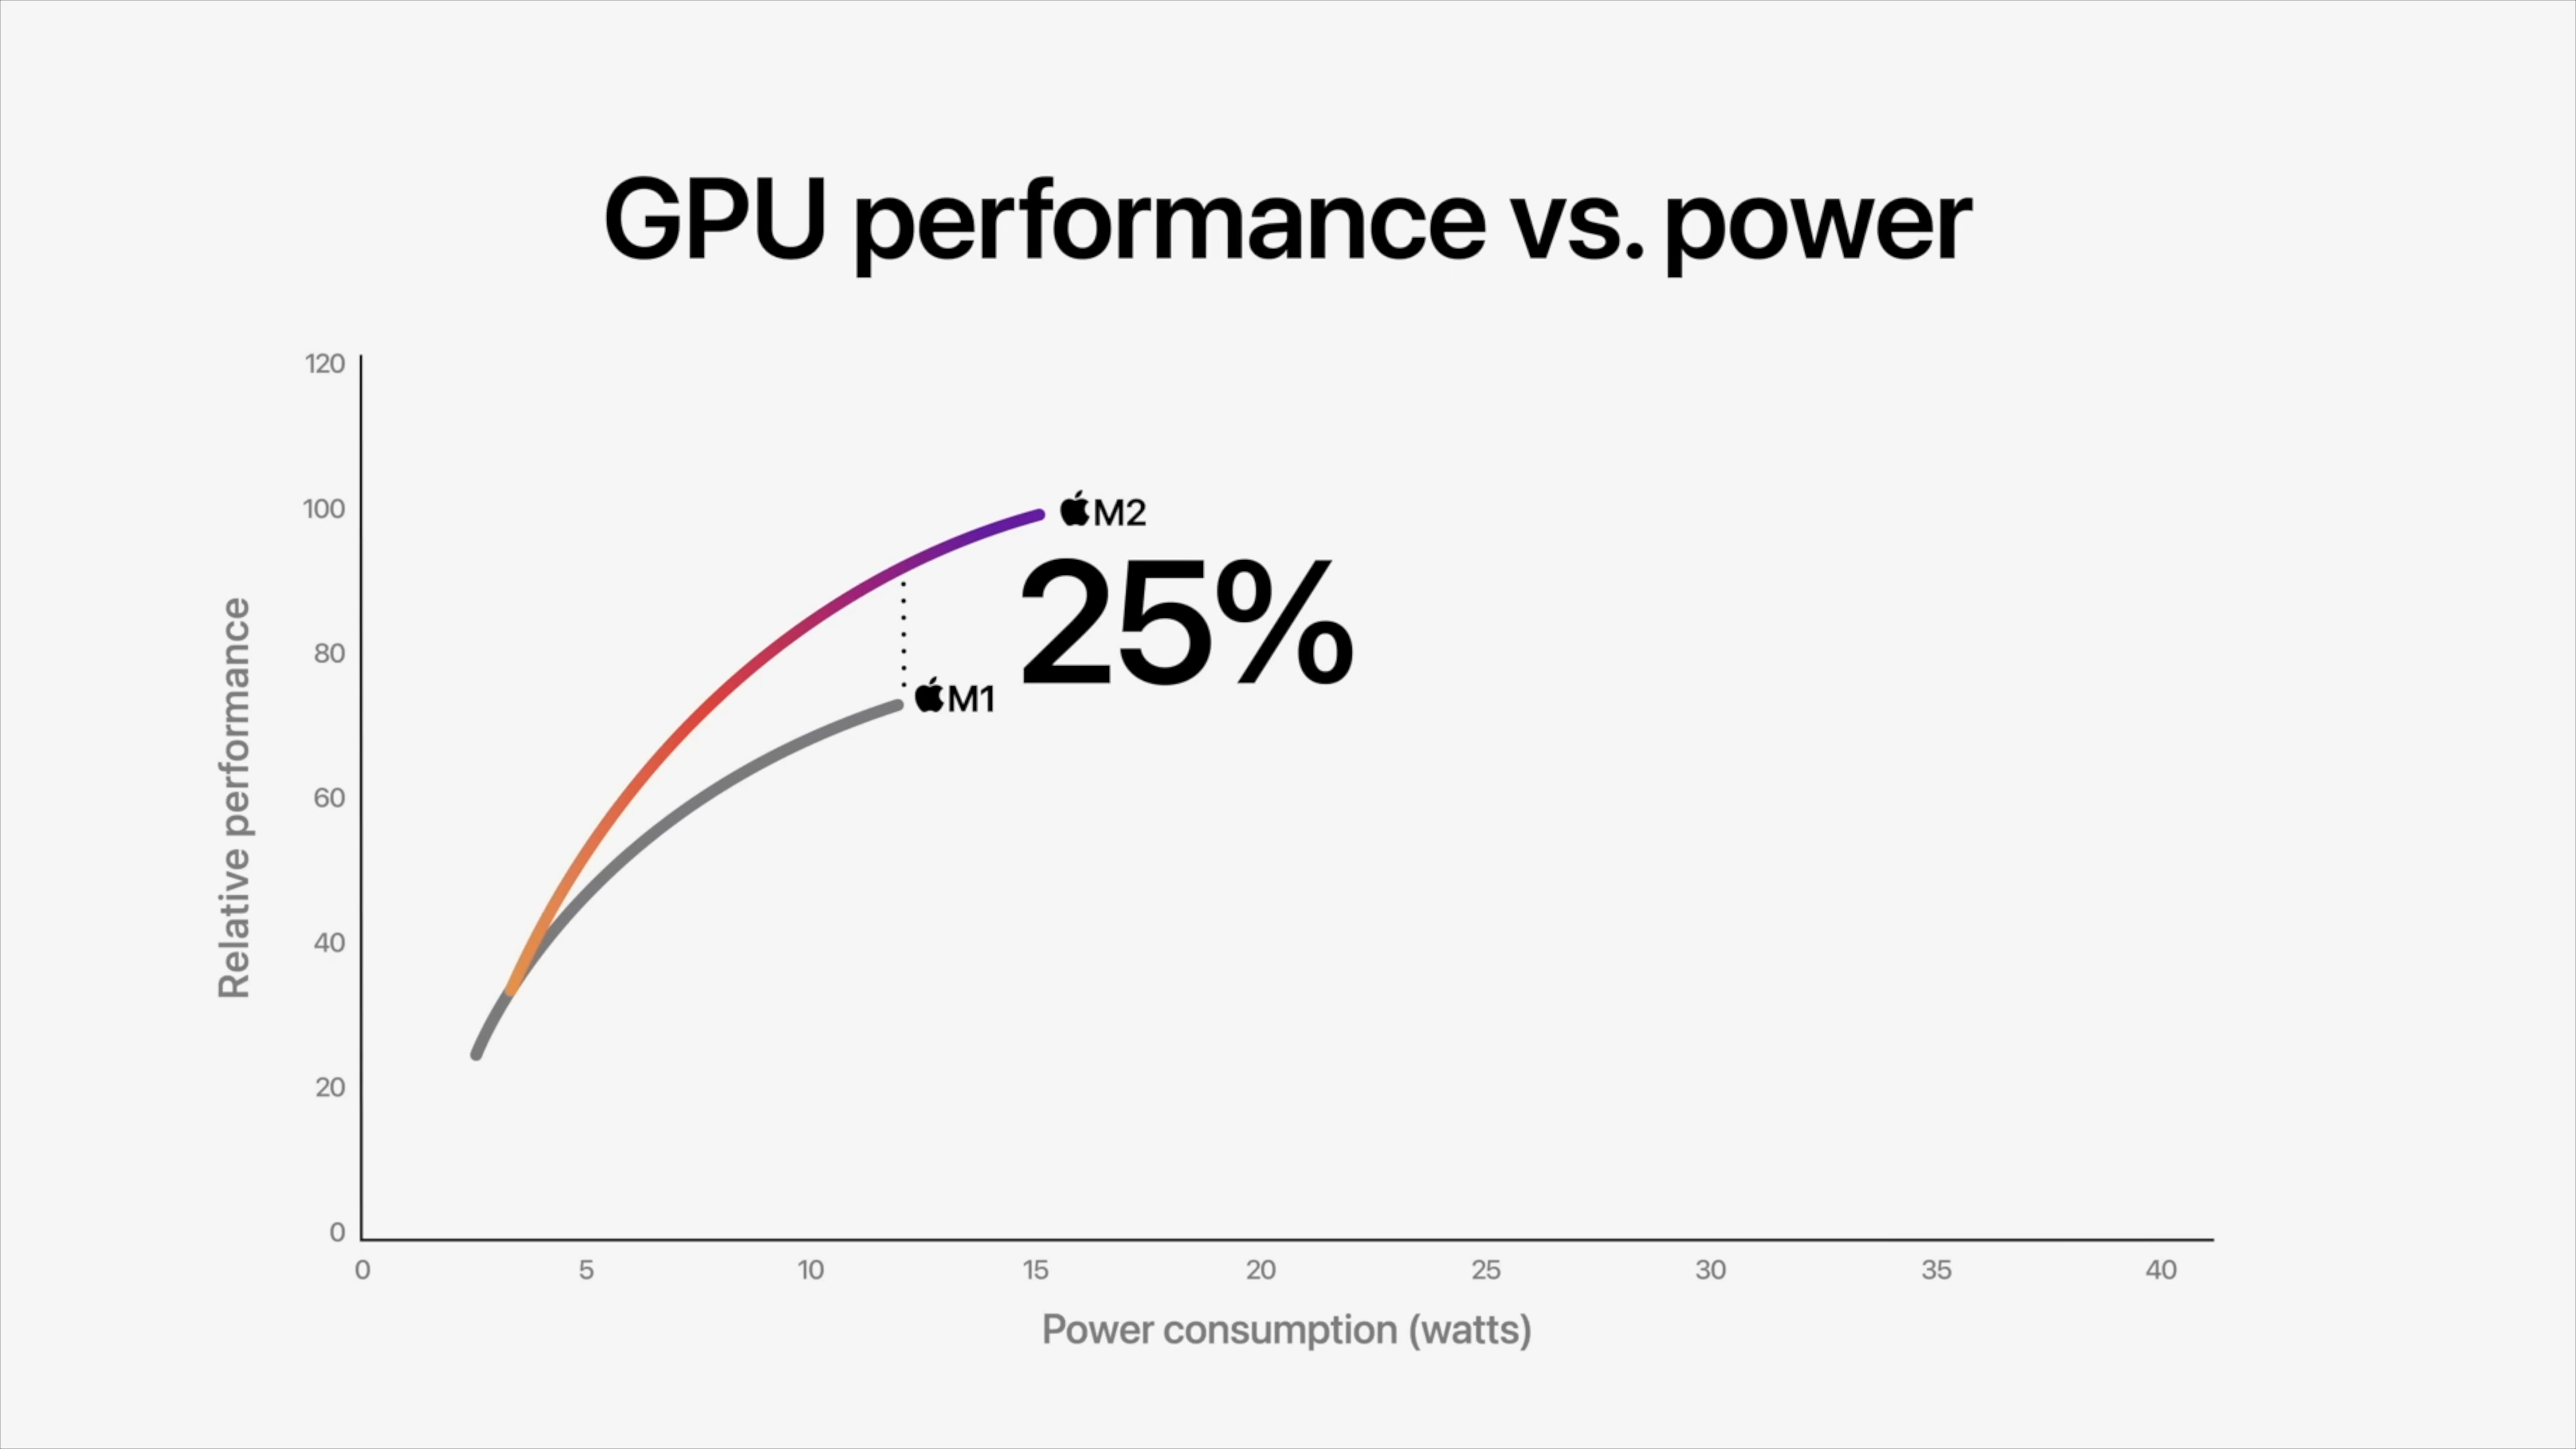 GPU performance vs. power
120
100
80
60
40
20
0
Relative performance
M2
25%
M1
0 5 10 15 20 25 30 35 40
Power consumption (watts)